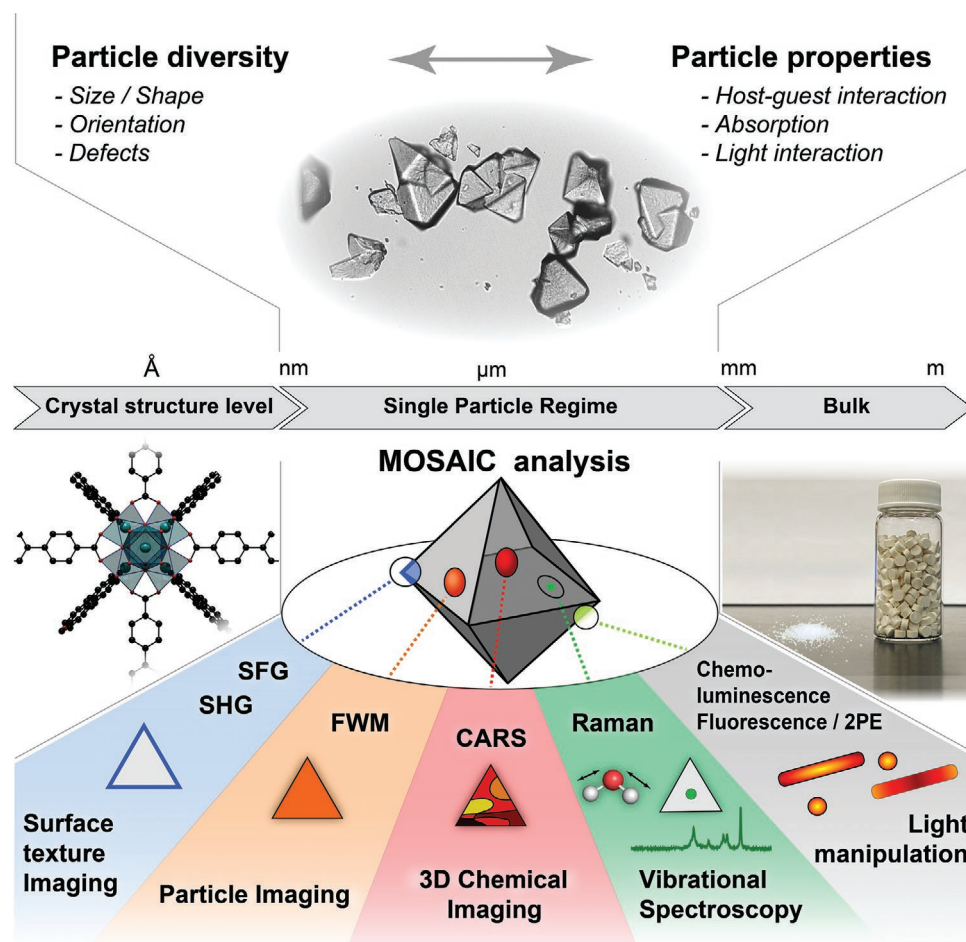 Particle diversity
- Size / Shape
- Orientation
- Defects
Particle properties
- Host-guest interaction
- Absorption
- Light interaction
Å
nm
µm
mm
m
Crystal structure level
Single Particle Regime
Bulk
MOSAIC analysis
SFG
SHG
Surface
texture
Imaging
FWM
Particle Imaging
CARS
3D Chemical
Imaging
Raman
Vibrational
Spectroscopy
Chemo-
luminescence
Fluorescence / 2PE
Light
manipulation